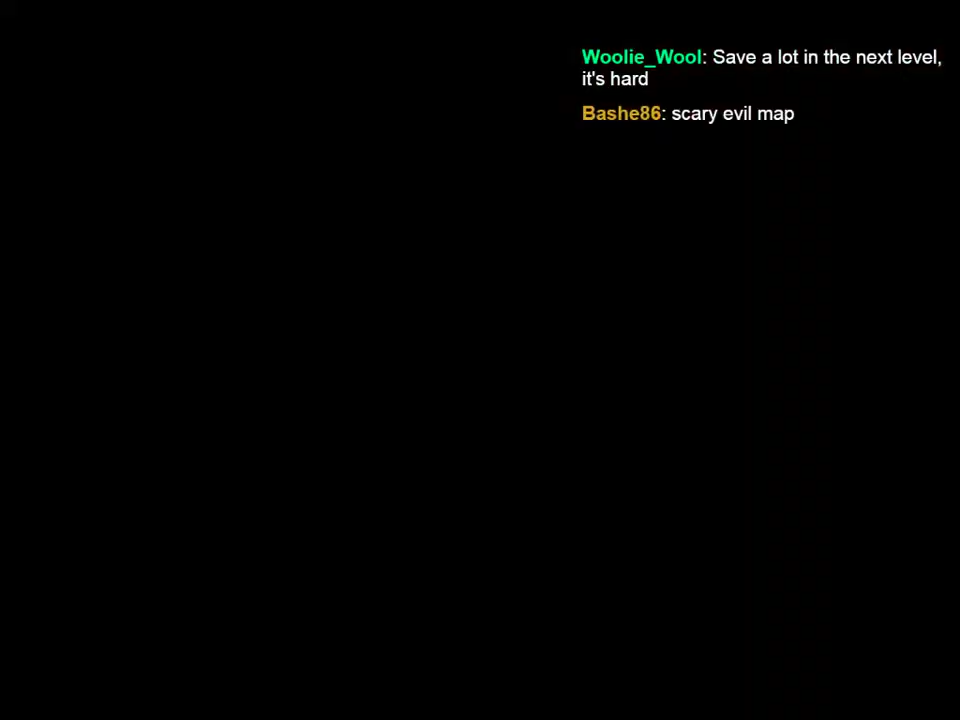 Woolie_Wool: Save a lot in the next level,
it's hard
Bashe86: scary evil map